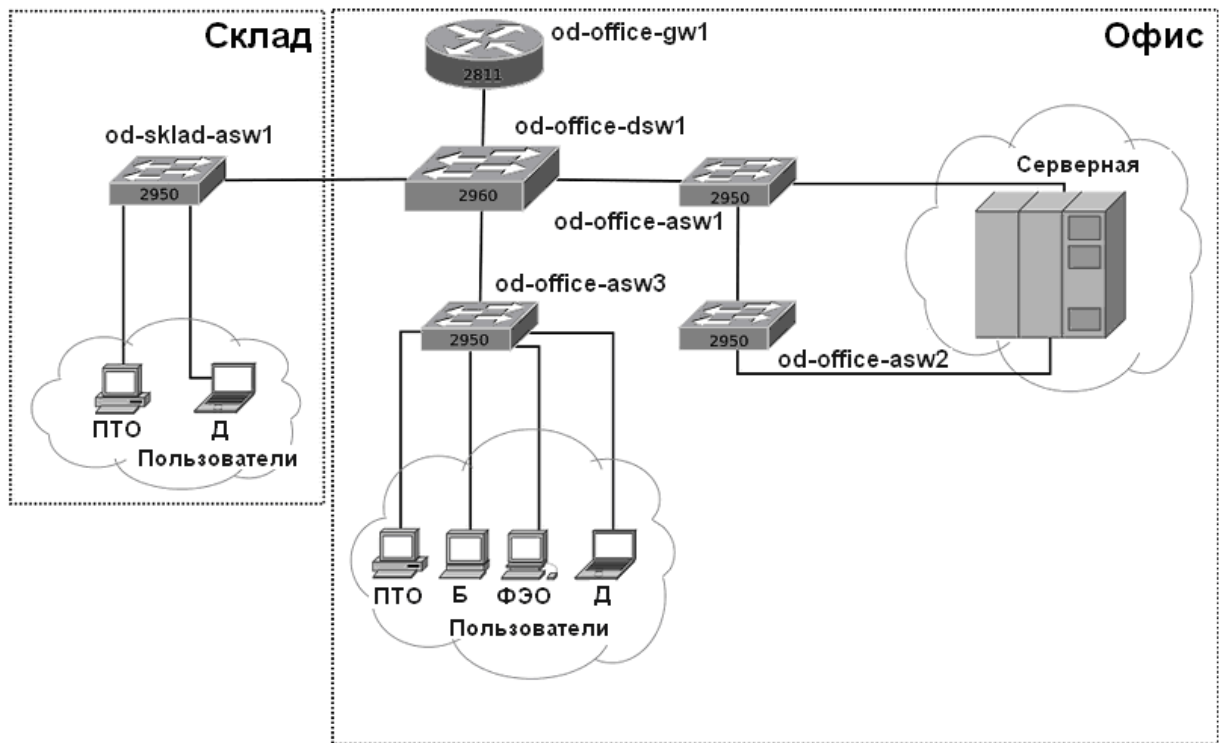 Склад
Офис
od-office-gw1
2811
od-sklad-asw1
od-office-dsw1
Серверная
2950
2960
2950
od-office-asw1
od-office-asw3
2950
2950
od-office-asw2
ПТО
Д
Пользователи
ПТО
Б
ФЭО
Д
Пользователи